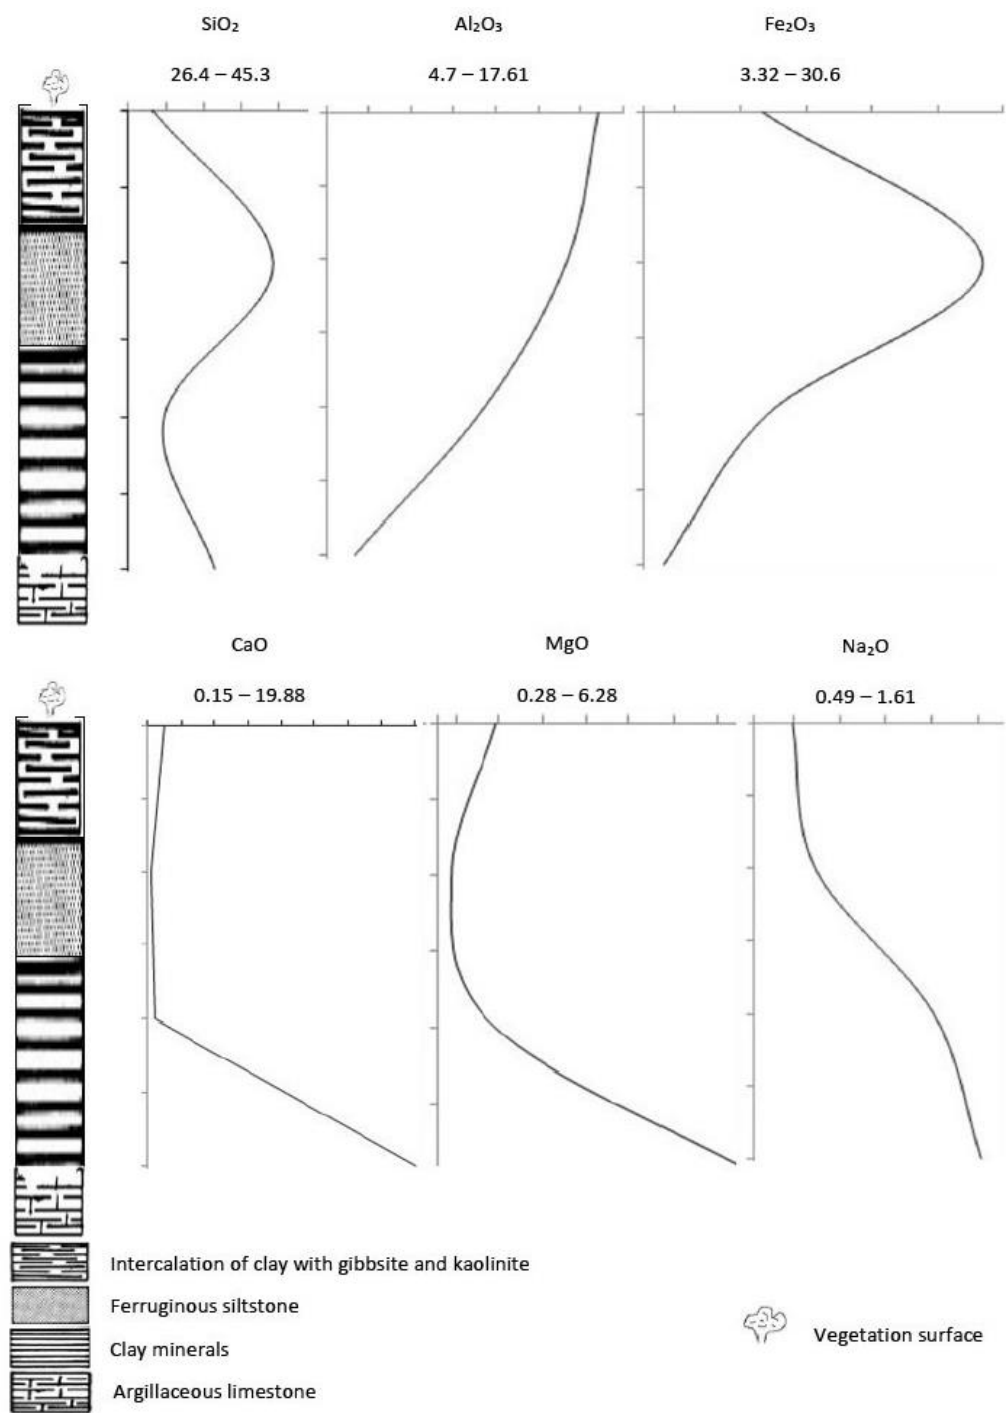 SiO₂ Al₂O₃ Fe₂O₃
26.4 – 45.3 4.7 – 17.61 3.32 – 30.6
CaO MgO Na₂O
0.15 – 19.88 0.28 – 6.28 0.49 – 1.61
Intercalation of clay with gibbsite and kaolinite
Ferruginous siltstone
Vegetation surface
Clay minerals
Argillaceous limestone